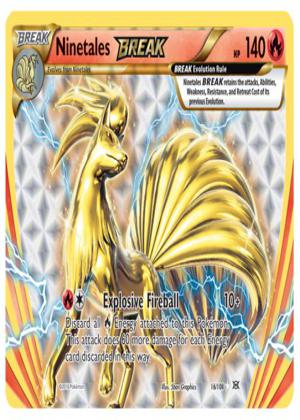 BREAK Ninetales BREAK HP 140
Evolves from Ninetales
BREAK Evolution Rule
Ninetales BREAK retains the attacks, Abilities,
Weakness, Resistance, and Retreat Cost of its
previous Evolution.
Explosive Fireball 10+
Discard all Energy attached to this Pokémon.
This attack does 60 more damage for each Energy
card discarded in this way.
©2016 Pokémon Illus. 5ban Graphics 16/108